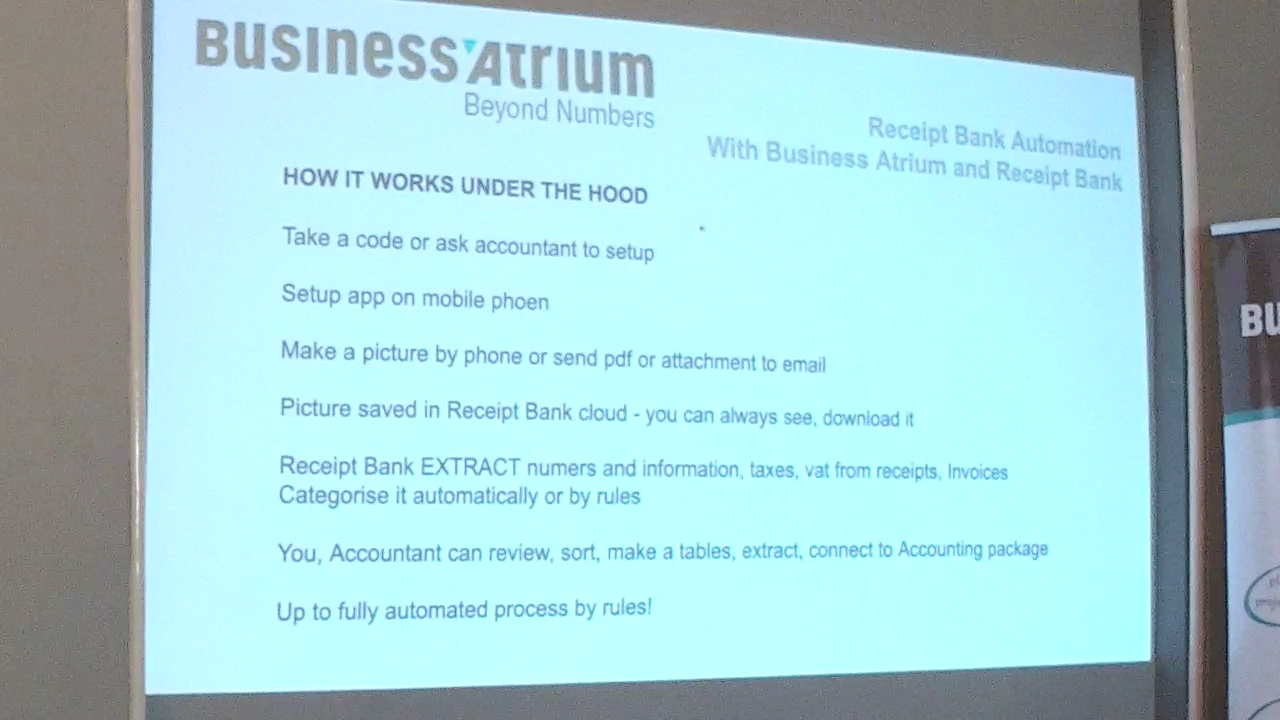 Business Atrium
Beyond Numbers
Receipt Bank Automation
With Business Atrium and Receipt Bank
HOW IT WORKS UNDER THE HOOD
Take a code or ask accountant to setup
Setup app on mobile phoen
Make a picture by phone or send pdf or attachment to email
Picture saved in Receipt Bank cloud - you can always see, download it
Receipt Bank EXTRACT numers and information, taxes, vat from receipts, Invoices
Categorise it automatically or by rules
You, Accountant can review, sort, make a tables, extract, connect to Accounting package
Up to fully automated process by rules!
BU